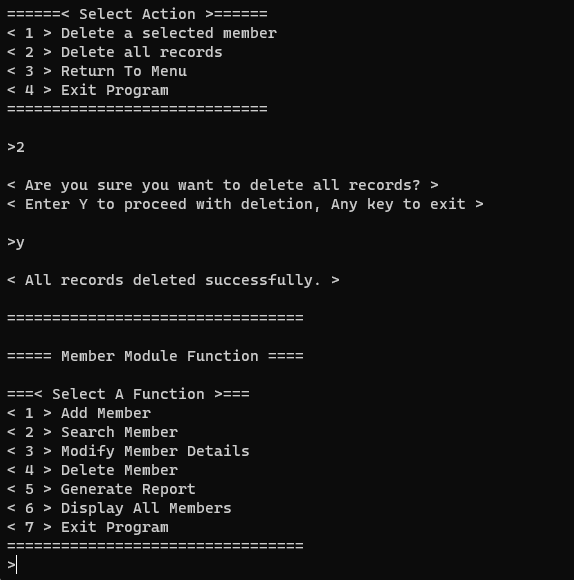 ======< Select Action >======
< 1 > Delete a selected member
< 2 > Delete all records
< 3 > Return To Menu
< 4 > Exit Program
=============================
>2
< Are you sure you want to delete all records? >
< Enter Y to proceed with deletion, Any key to exit >
>y
< All records deleted successfully. >
=================================
===== Member Module Function ====
===< Select A Function >===
< 1 > Add Member
< 2 > Search Member
< 3 > Modify Member Details
< 4 > Delete Member
< 5 > Generate Report
< 6 > Display All Members
< 7 > Exit Program
=================================
>